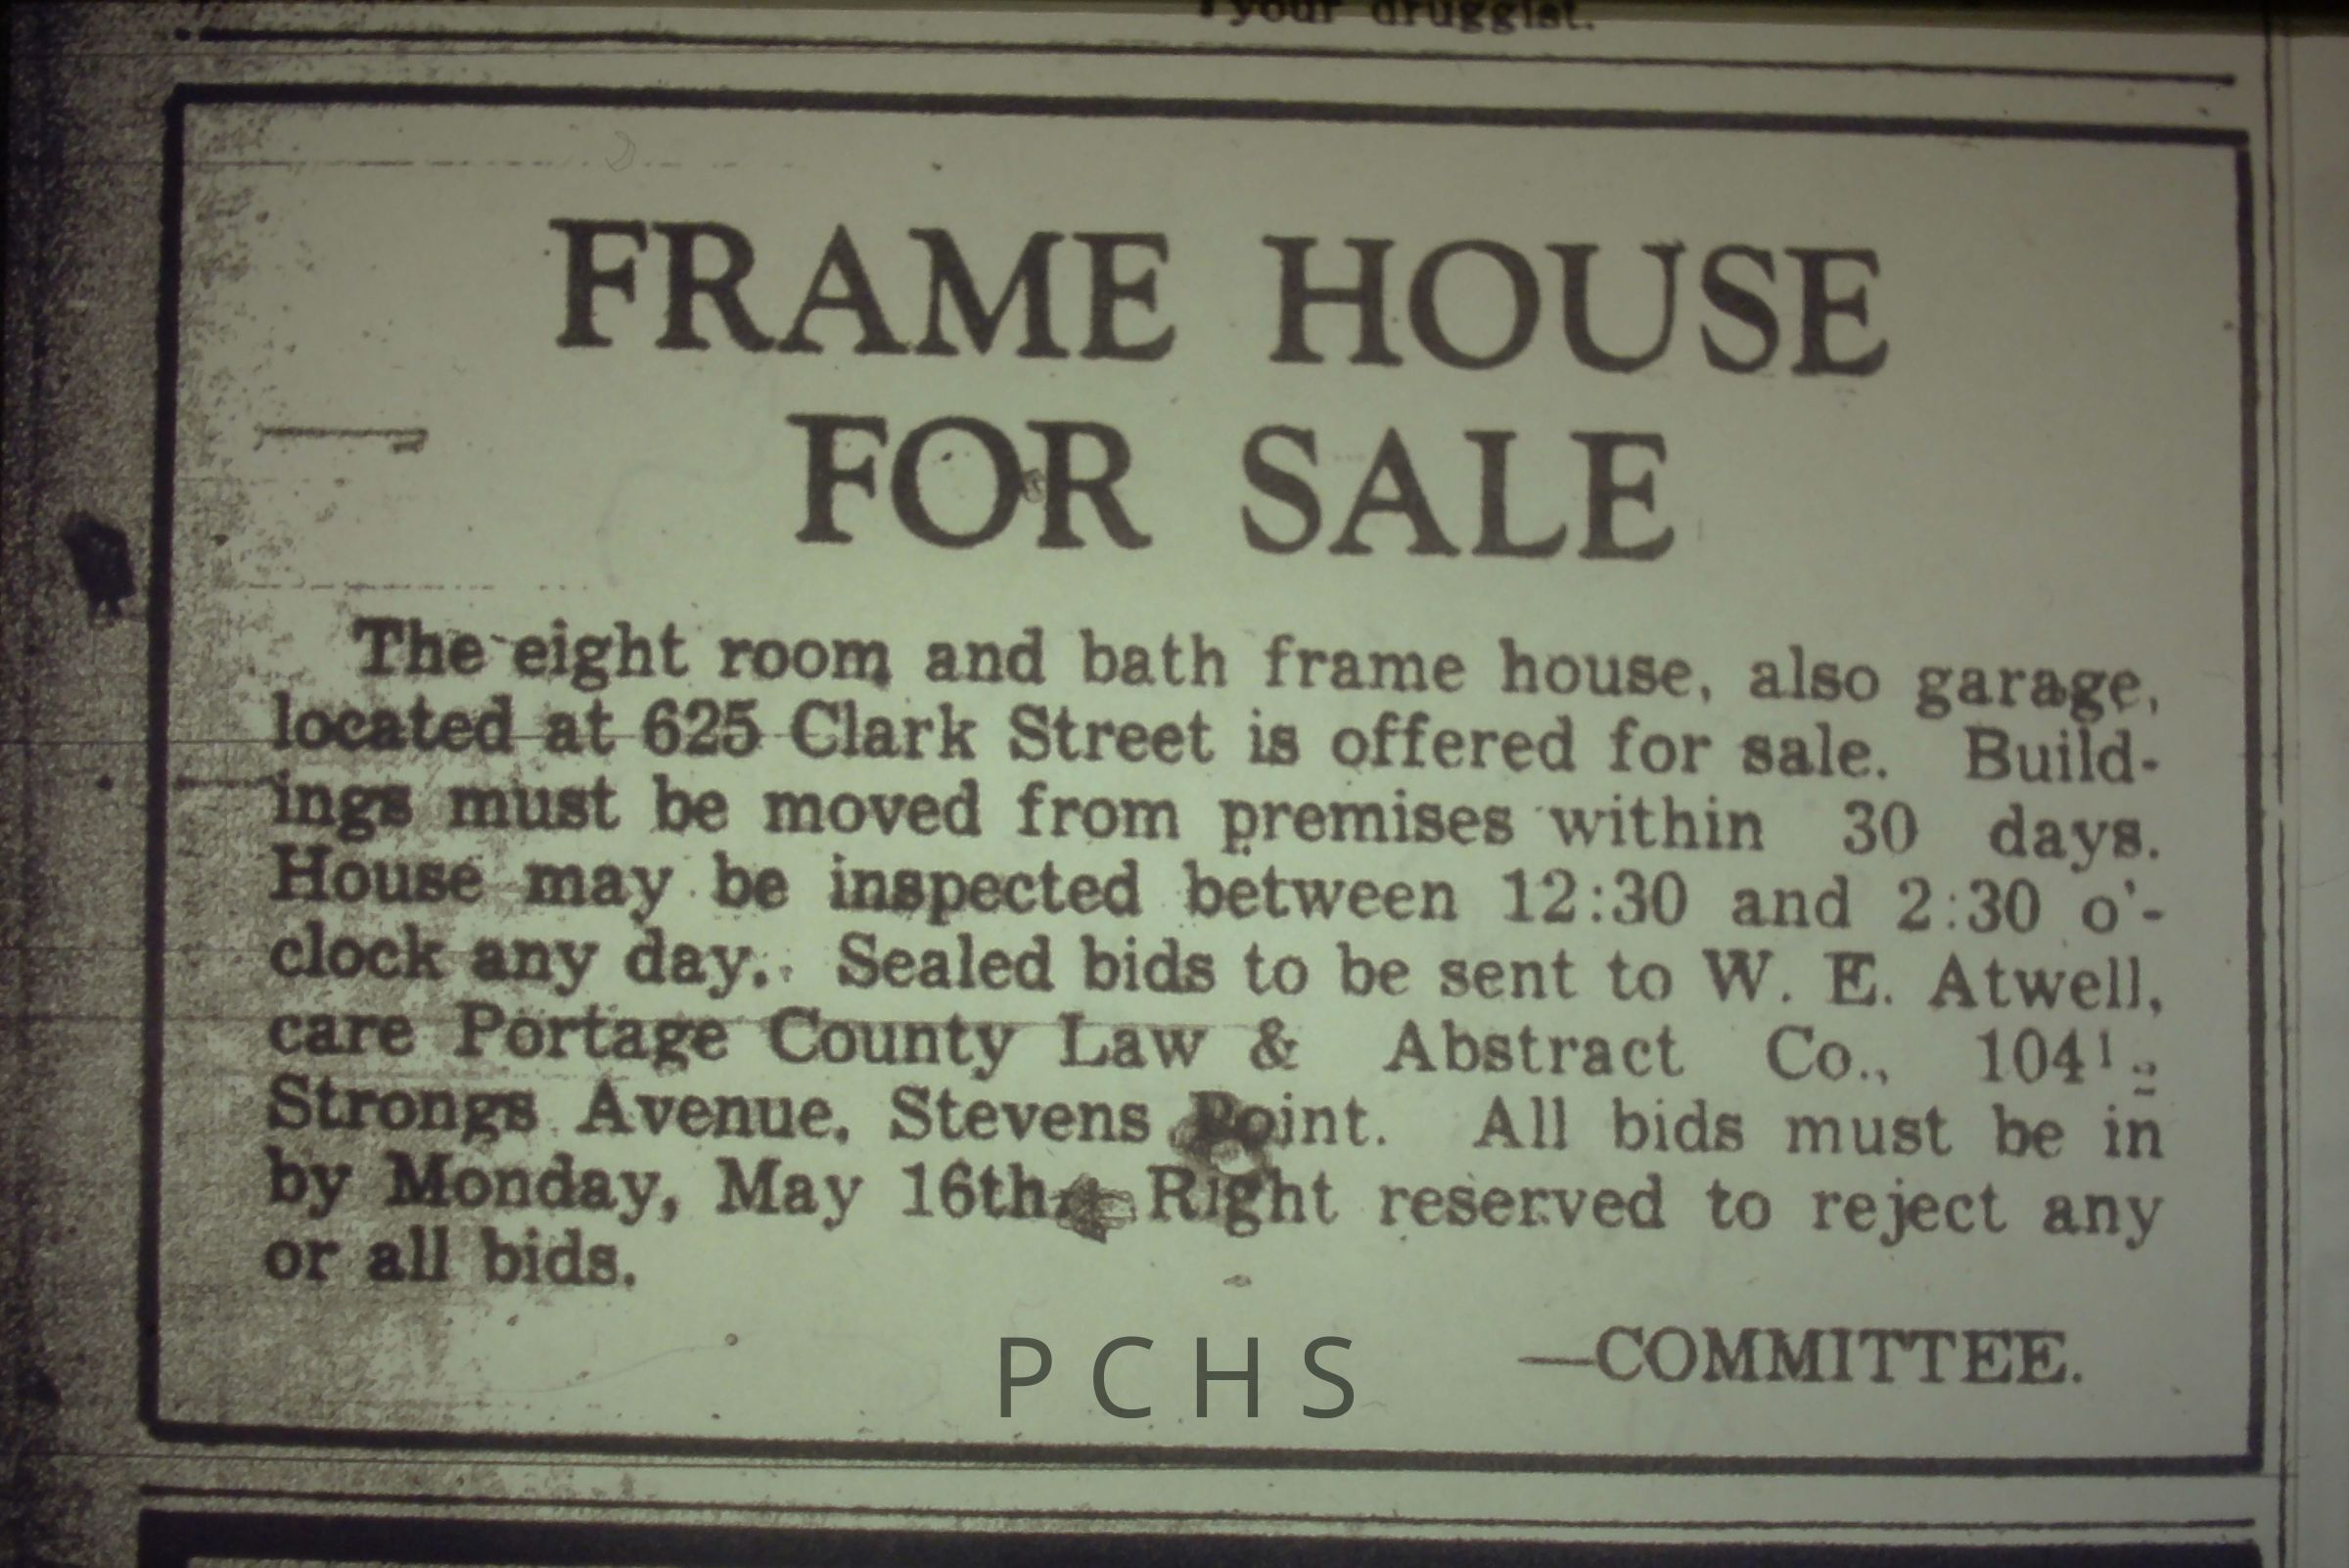 your druggist.
FRAME HOUSE
FOR SALE
The eight room and bath frame house, also garage,
located at 625 Clark Street is offered for sale. Build-
ings must be moved from premises within 30 days.
House may be inspected between 12:30 and 2:30 o'-
clock any day. Sealed bids to be sent to W. E. Atwell,
care Portage County Law & Abstract Co., 104½
Strongs Avenue, Stevens Point. All bids must be in
by Monday, May 16th. Right reserved to reject any
or all bids.
—COMMITTEE.
PCHS